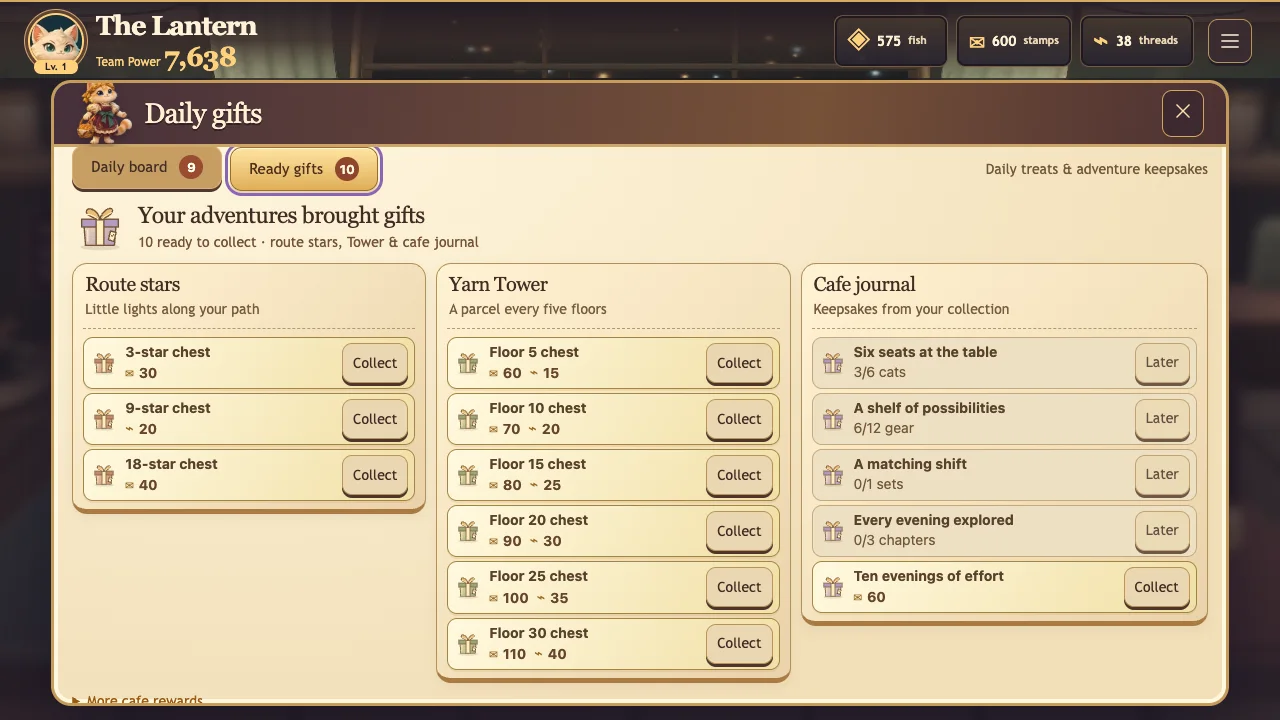 The Lantern
Team Power 7,638
Lv. 1
575 fish
600 stamps
38 threads
Daily gifts
Daily board 9
Ready gifts 10
Daily treats & adventure keepsakes
Your adventures brought gifts
10 ready to collect · route stars, Tower & cafe journal
Route stars
Little lights along your path
3-star chest
30
Collect
9-star chest
20
Collect
18-star chest
40
Collect
Yarn Tower
A parcel every five floors
Floor 5 chest
60 15
Collect
Floor 10 chest
70 20
Collect
Floor 15 chest
80 25
Collect
Floor 20 chest
90 30
Collect
Floor 25 chest
100 35
Collect
Floor 30 chest
110 40
Collect
Cafe journal
Keepsakes from your collection
Six seats at the table
3/6 cats
Later
A shelf of possibilities
6/12 gear
Later
A matching shift
0/1 sets
Later
Every evening explored
0/3 chapters
Later
Ten evenings of effort
60
Collect
More cafe rewards